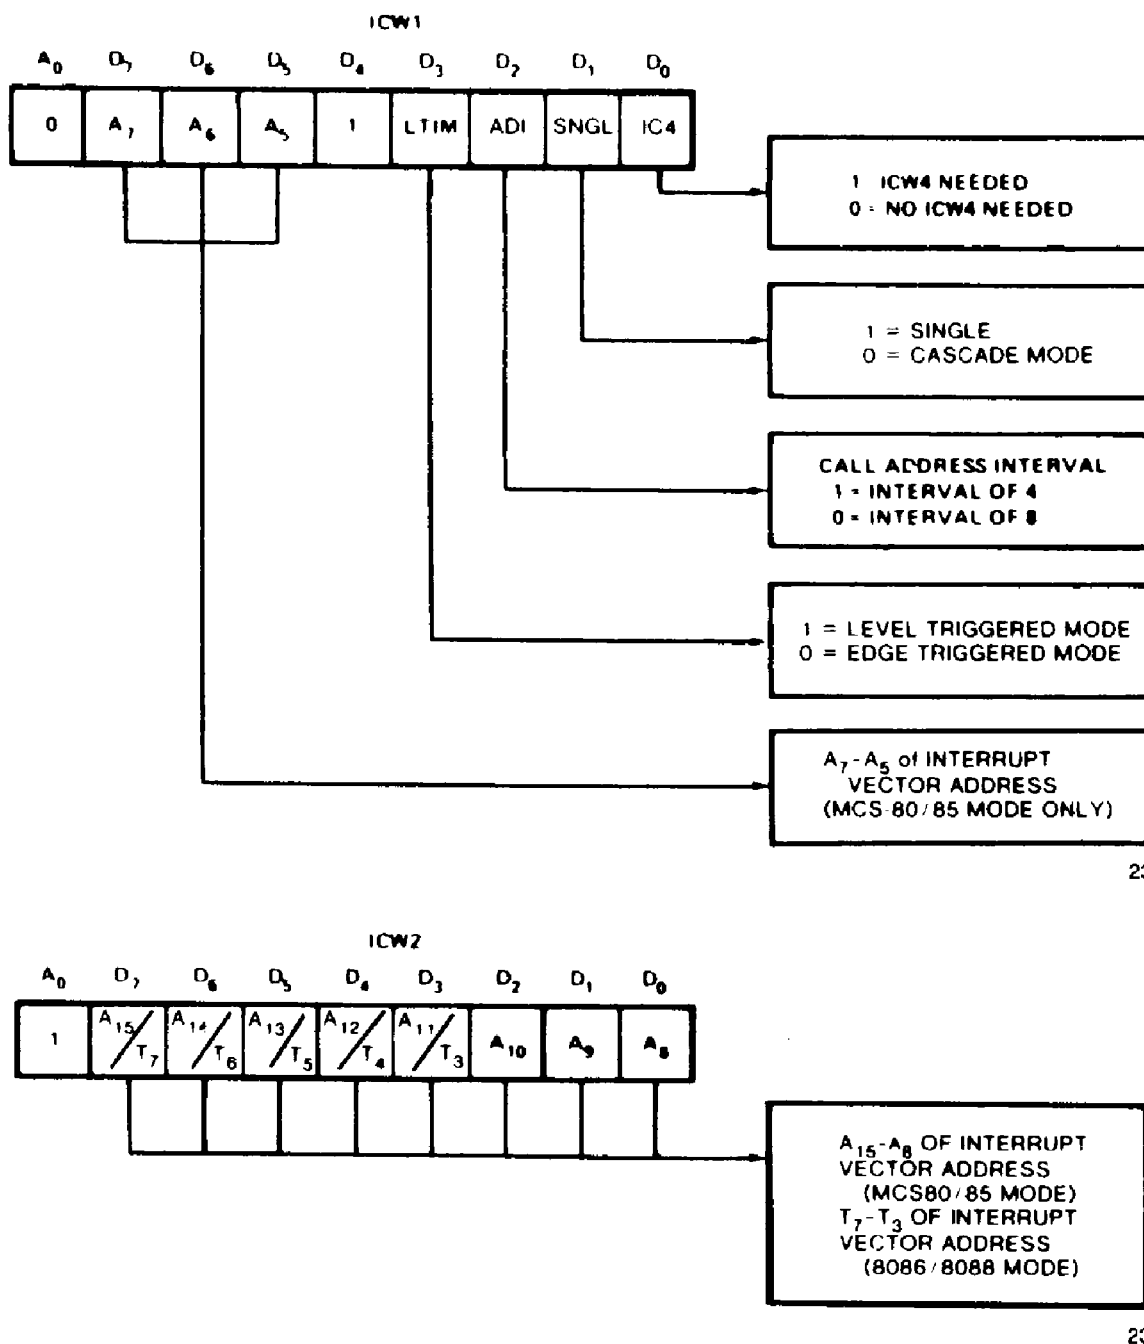 ICW1
A0 D7 D6 D5 D4 D3 D2 D1 D0
0 A7 A6 A5 1 LTIM ADI SNGL IC4
1 ICW4 NEEDED
0 = NO ICW4 NEEDED
1 = SINGLE
0 = CASCADE MODE
CALL ADDRESS INTERVAL
1 = INTERVAL OF 4
0 = INTERVAL OF 8
1 = LEVEL TRIGGERED MODE
0 = EDGE TRIGGERED MODE
A7-A5 of INTERRUPT
VECTOR ADDRESS
(MCS-80/85 MODE ONLY)
23
ICW2
A0 D7 D6 D5 D4 D3 D2 D1 D0
1 A15/T7 A14/T6 A13/T5 A12/T4 A11/T3 A10 A9 A8
A15-A8 OF INTERRUPT
VECTOR ADDRESS
(MCS80/85 MODE)
T7-T3 OF INTERRUPT
VECTOR ADDRESS
(8086/8088 MODE)
23